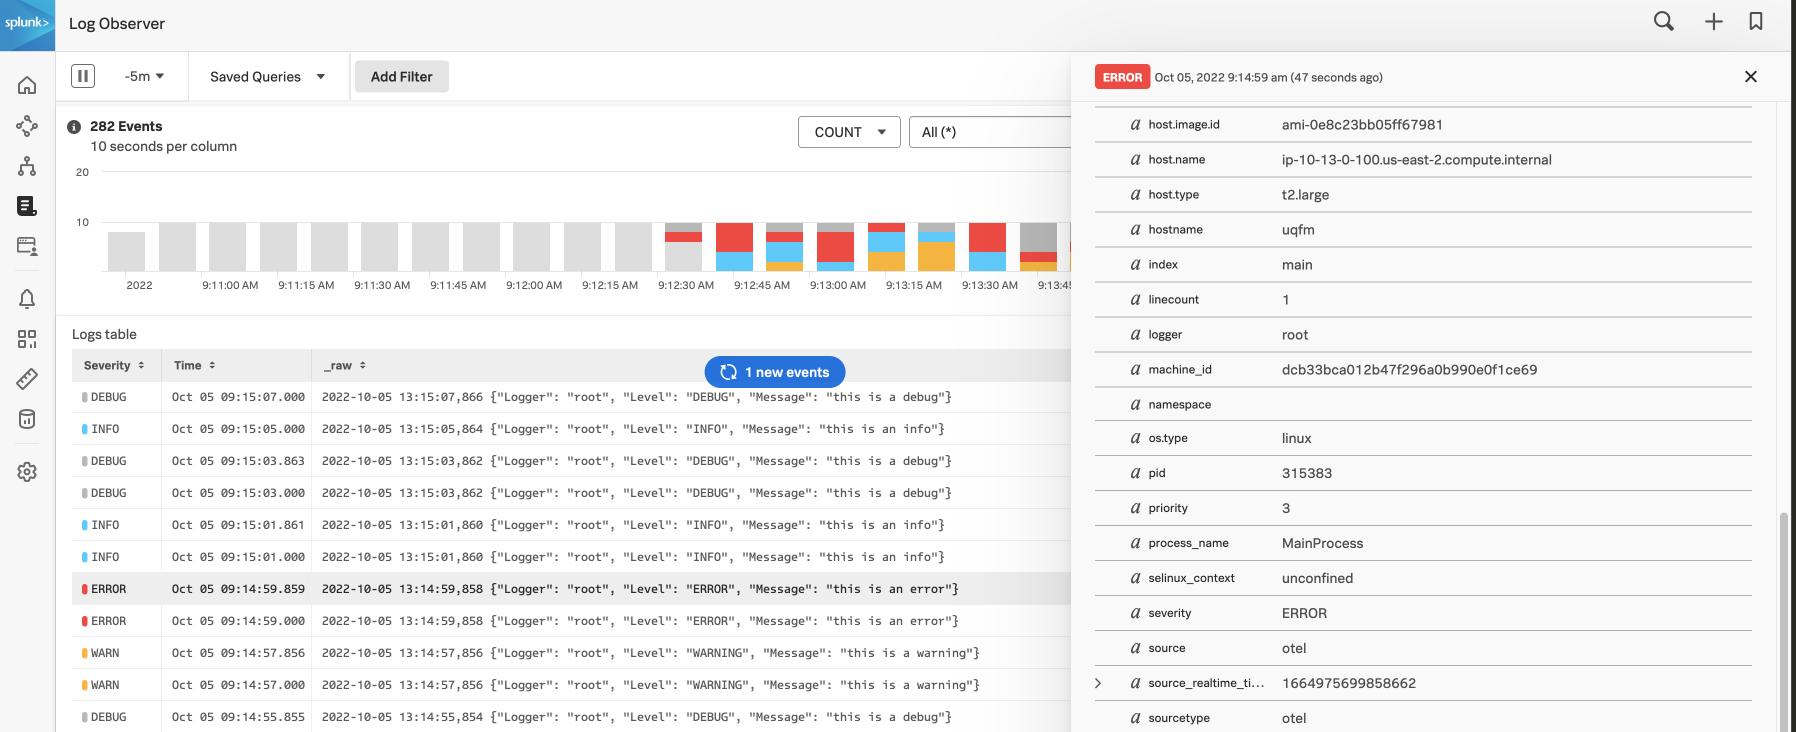 splunk>
Log Observer
-5m
Saved Queries
Add Filter
282 Events
10 seconds per column
COUNT
All (*)
20
10
2022
9:11:00 AM
9:11:15 AM
9:11:30 AM
9:11:45 AM
9:12:00 AM
9:12:15 AM
9:12:30 AM
9:12:45 AM
9:13:00 AM
9:13:15 AM
9:13:30 AM
9:13:45
Logs table
Severity Time _raw
1 new events
DEBUG Oct 05 09:15:07.000 2022-10-05 13:15:07,866 {"Logger": "root", "Level": "DEBUG", "Message": "this is a debug"}
INFO Oct 05 09:15:05.000 2022-10-05 13:15:05,864 {"Logger": "root", "Level": "INFO", "Message": "this is an info"}
DEBUG Oct 05 09:15:03.863 2022-10-05 13:15:03,862 {"Logger": "root", "Level": "DEBUG", "Message": "this is a debug"}
DEBUG Oct 05 09:15:03.000 2022-10-05 13:15:03,862 {"Logger": "root", "Level": "DEBUG", "Message": "this is a debug"}
INFO Oct 05 09:15:01.861 2022-10-05 13:15:01,860 {"Logger": "root", "Level": "INFO", "Message": "this is an info"}
INFO Oct 05 09:15:01.000 2022-10-05 13:15:01,860 {"Logger": "root", "Level": "INFO", "Message": "this is an info"}
ERROR Oct 05 09:14:59.859 2022-10-05 13:14:59,858 {"Logger": "root", "Level": "ERROR", "Message": "this is an error"}
ERROR Oct 05 09:14:59.000 2022-10-05 13:14:59,858 {"Logger": "root", "Level": "ERROR", "Message": "this is an error"}
WARN Oct 05 09:14:57.856 2022-10-05 13:14:57,856 {"Logger": "root", "Level": "WARNING", "Message": "this is a warning"}
WARN Oct 05 09:14:57.000 2022-10-05 13:14:57,856 {"Logger": "root", "Level": "WARNING", "Message": "this is a warning"}
DEBUG Oct 05 09:14:55.855 2022-10-05 13:14:55,854 {"Logger": "root", "Level": "DEBUG", "Message": "this is a debug"}
ERROR Oct 05, 2022 9:14:59 am (47 seconds ago)
a host.image.id ami-0e8c23bb05ff67981
a host.name ip-10-13-0-100.us-east-2.compute.internal
a host.type t2.large
a hostname uqfm
a index main
a linecount 1
a logger root
a machine_id dcb33bca012b47f296a0b990e0f1ce69
a namespace
a os.type linux
a pid 315383
a priority 3
a process_name MainProcess
a selinux_context unconfined
a severity ERROR
a source otel
a source_realtime_ti... 1664975699858662
a sourcetype otel